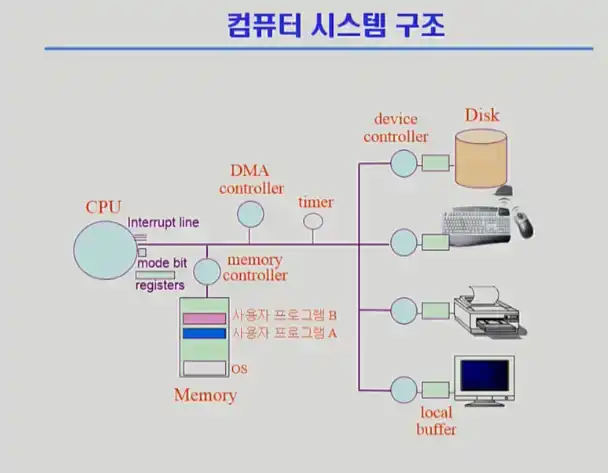 컴퓨터 시스템 구조
Disk
device
controller
DMA
controller
timer
CPU
Interrupt line
mode bit
registers
memory
controller
사용자 프로그램 B
사용자 프로그램 A
OS
Memory
local
buffer